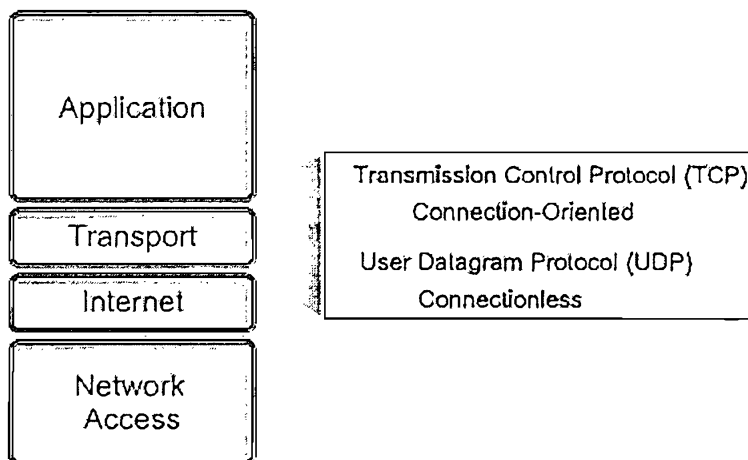 Application
Transport
Internet
Network
Access
Transmission Control Protocol (TCP)
Connection-Oriented
User Datagram Protocol (UDP)
Connectionless